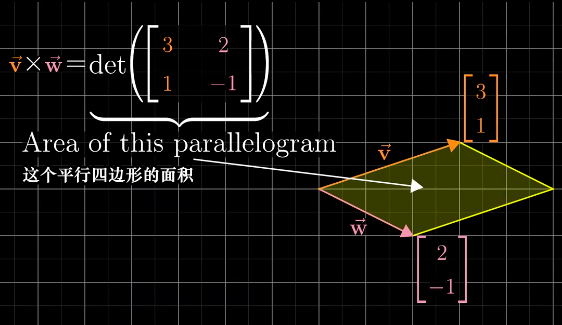 v⃗×w⃗=det([3 2
1 -1])
Area of this parallelogram
这个平行四边形的面积
[3
1]
v⃗
w⃗
[2
-1]